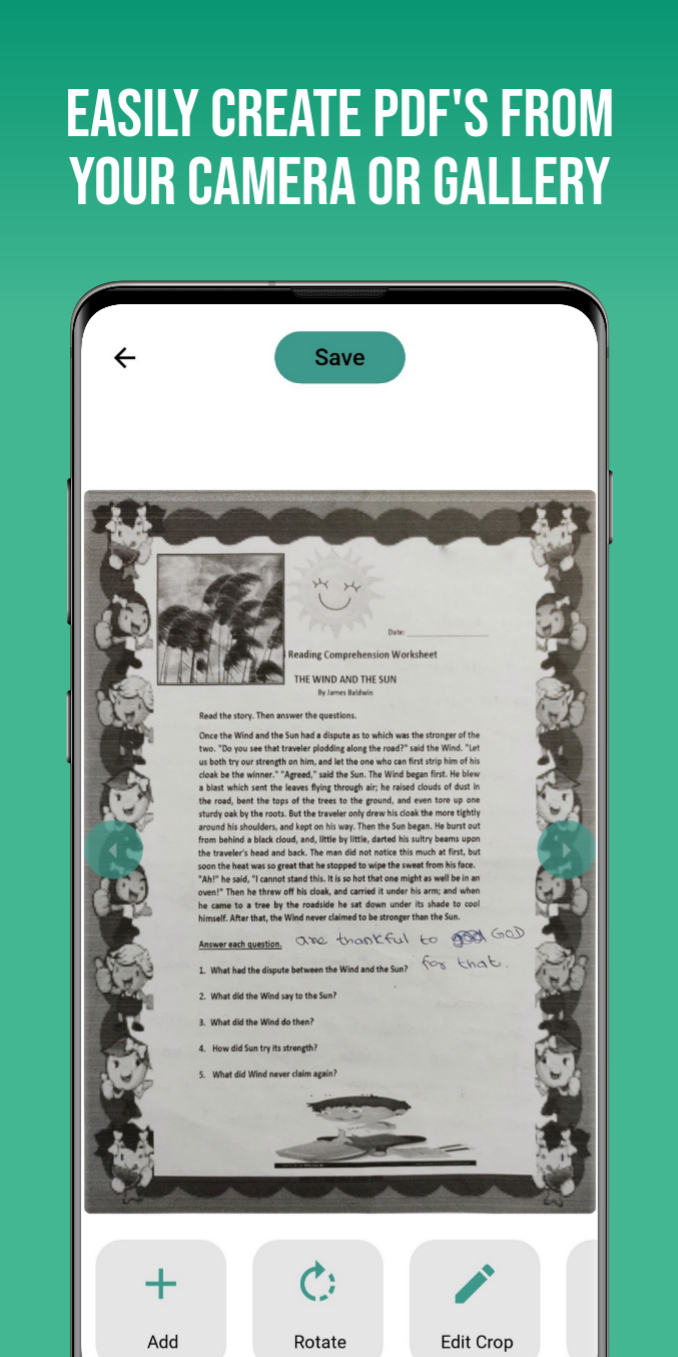 EASILY CREATE PDF'S FROM
YOUR CAMERA OR GALLERY
Save
Date:
Reading Comprehension Worksheet
THE WIND AND THE SUN
By James Baldwin
Read the story. Then answer the questions.
Once the Wind and the Sun had a dispute as to which was the stronger of the
two. "Do you see that traveler plodding along the road?" said the Wind. "Let
us both try our strength on him, and let the one who can first strip him of his
cloak be the winner." "Agreed," said the Sun. The Wind began first. He blew
a blast which sent the leaves flying through air; he raised clouds of dust in
the road, bent the tops of the trees to the ground, and even tore up one
sturdy oak by the roots. But the traveler only drew his cloak the more tightly
around his shoulders, and kept on his way. Then the Sun began. He burst out
from behind a black cloud, and, little by little, darted his sultry beams upon
the traveler's head and back. The man did not notice this much at first, but
soon the heat was so great that he stopped to wipe the sweat from his face.
"Ah!" he said, "I cannot stand this. It is so hot that one might as well be in an
oven!" Then he threw off his cloak, and carried it under his arm; and when
he came to a tree by the roadside he sat down under its shade to cool
himself. After that, the Wind never claimed to be stronger than the Sun.
Answer each question. are thankful to GOD
for that.
1. What had the dispute between the Wind and the Sun?
2. What did the Wind say to the Sun?
3. What did the Wind do then?
4. How did Sun try its strength?
5. What did Wind never claim again?
Add
Rotate
Edit Crop